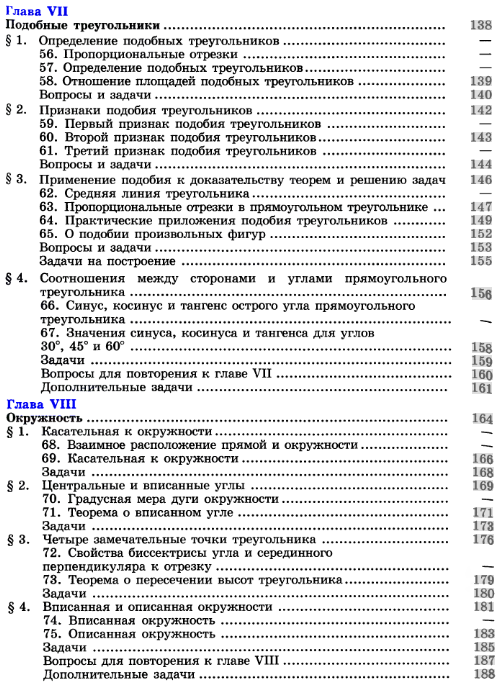 Глава VII
Подобные треугольники ........ 138
§ 1. Определение подобных треугольников ........ —
56. Пропорциональные отрезки ........ —
57. Определение подобных треугольников ........ —
58. Отношение площадей подобных треугольников ........ 139
Вопросы и задачи ........ 140
§ 2. Признаки подобия треугольников ........ 142
59. Первый признак подобия треугольников ........ —
60. Второй признак подобия треугольников ........ 143
61. Третий признак подобия треугольников ........ —
Вопросы и задачи ........ 144
§ 3. Применение подобия к доказательству теорем и решению задач 146
62. Средняя линия треугольника ........ —
63. Пропорциональные отрезки в прямоугольном треугольнике ... 147
64. Практические приложения подобия треугольников ........ 149
65. О подобии произвольных фигур ........ 152
Вопросы и задачи ........ 153
Задачи на построение ........ 155
§ 4. Соотношения между сторонами и углами прямоугольного
треугольника ........ 156
66. Синус, косинус и тангенс острого угла прямоугольного
треугольника ........ —
67. Значения синуса, косинуса и тангенса для углов
30°, 45° и 60° ........ 158
Задачи ........ 159
Вопросы для повторения к главе VII ........ 160
Дополнительные задачи ........ 161
Глава VIII
Окружность ........ 164
§ 1. Касательная к окружности ........ —
68. Взаимное расположение прямой и окружности ........ —
69. Касательная к окружности ........ 166
Задачи ........ 168
§ 2. Центральные и вписанные углы ........ 169
70. Градусная мера дуги окружности ........ —
71. Теорема о вписанном угле ........ 171
Задачи ........ 173
§ 3. Четыре замечательные точки треугольника ........ 176
72. Свойства биссектрисы угла и серединного
перпендикуляра к отрезку ........ —
73. Теорема о пересечении высот треугольника ........ 179
Задачи ........ 180
§ 4. Вписанная и описанная окружности ........ 181
74. Вписанная окружность ........ —
75. Описанная окружность ........ 183
Задачи ........ 185
Вопросы для повторения к главе VIII ........ 187
Дополнительные задачи ........ 188